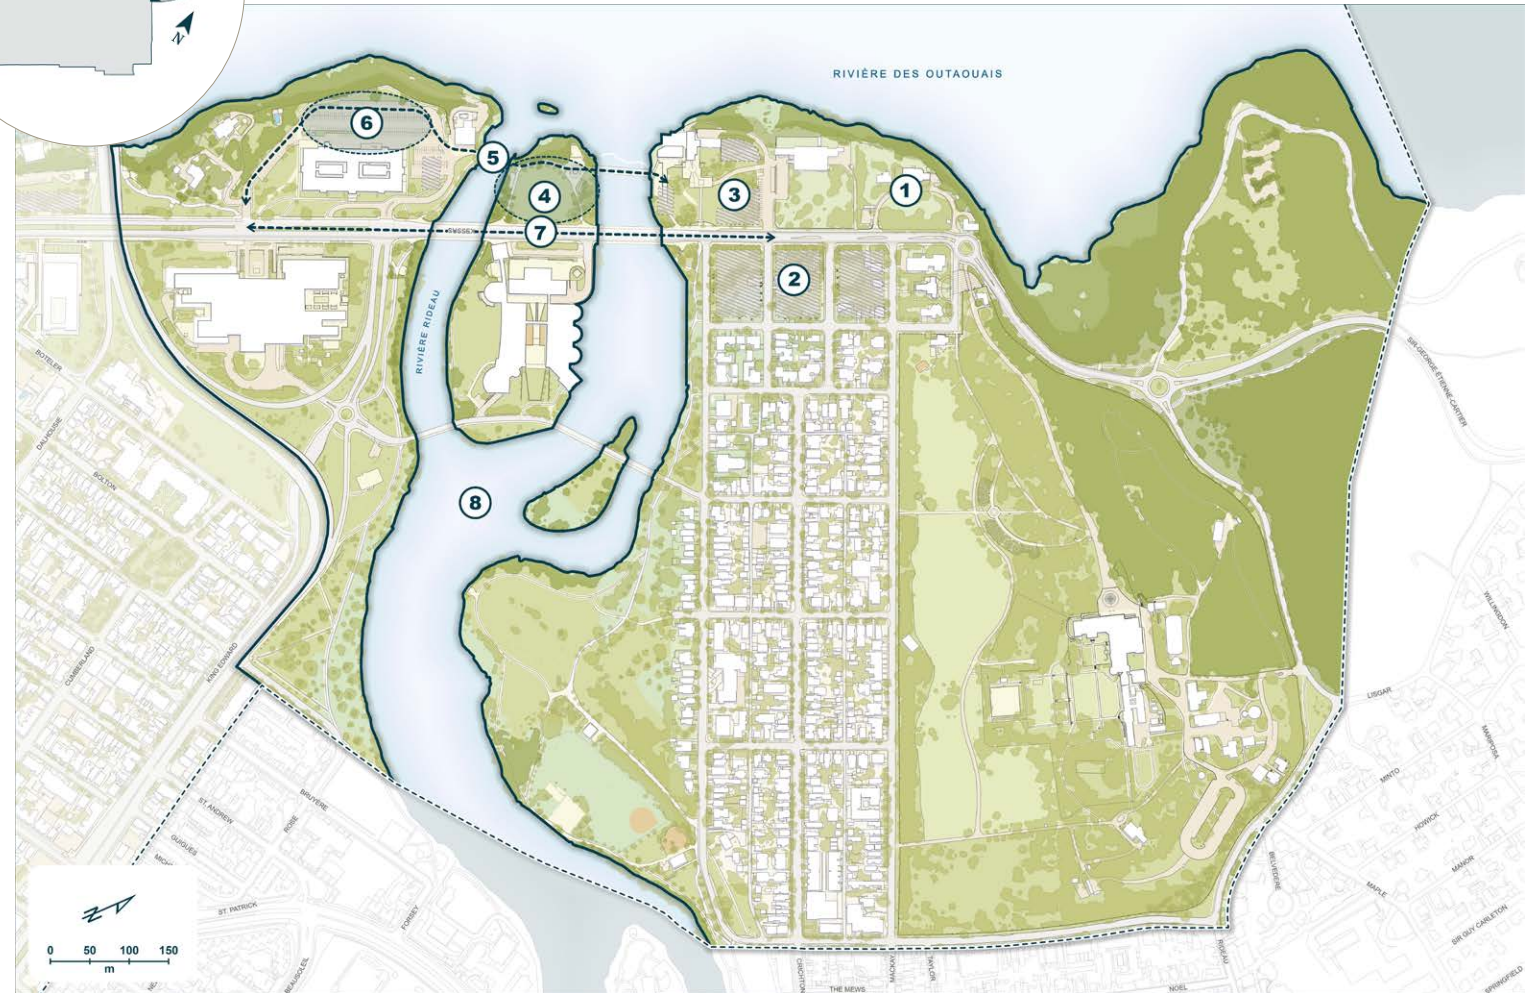 N
RIVIÈRE DES OUTAOUAIS
6
5
4
3
1
SUSSEX
7
2
RIVIÈRE RIDEAU
BOTELER
DALHOUSIE
SIR-GEORGE-ÉTIENNE-CARTIER
BOLTON
8
WILLINGDON
CUMBERLAND
KING EDWARD
LISGAR
MARIPOSA
MINTO
BRUYÈRE
ST. ANDREW
ROSE
HOWICK
GUIGUES
MANOR
BELVEDERE
MAPLE
ST. PATRICK
FORSEY
SIR GUY CARLETON
N
0 50 100 150
m
RIDEAU
BEAUSOLEIL
CRICHTON
MACKAY
TAYLOR
THE MEWS
NOEL
SPRINGFIELD